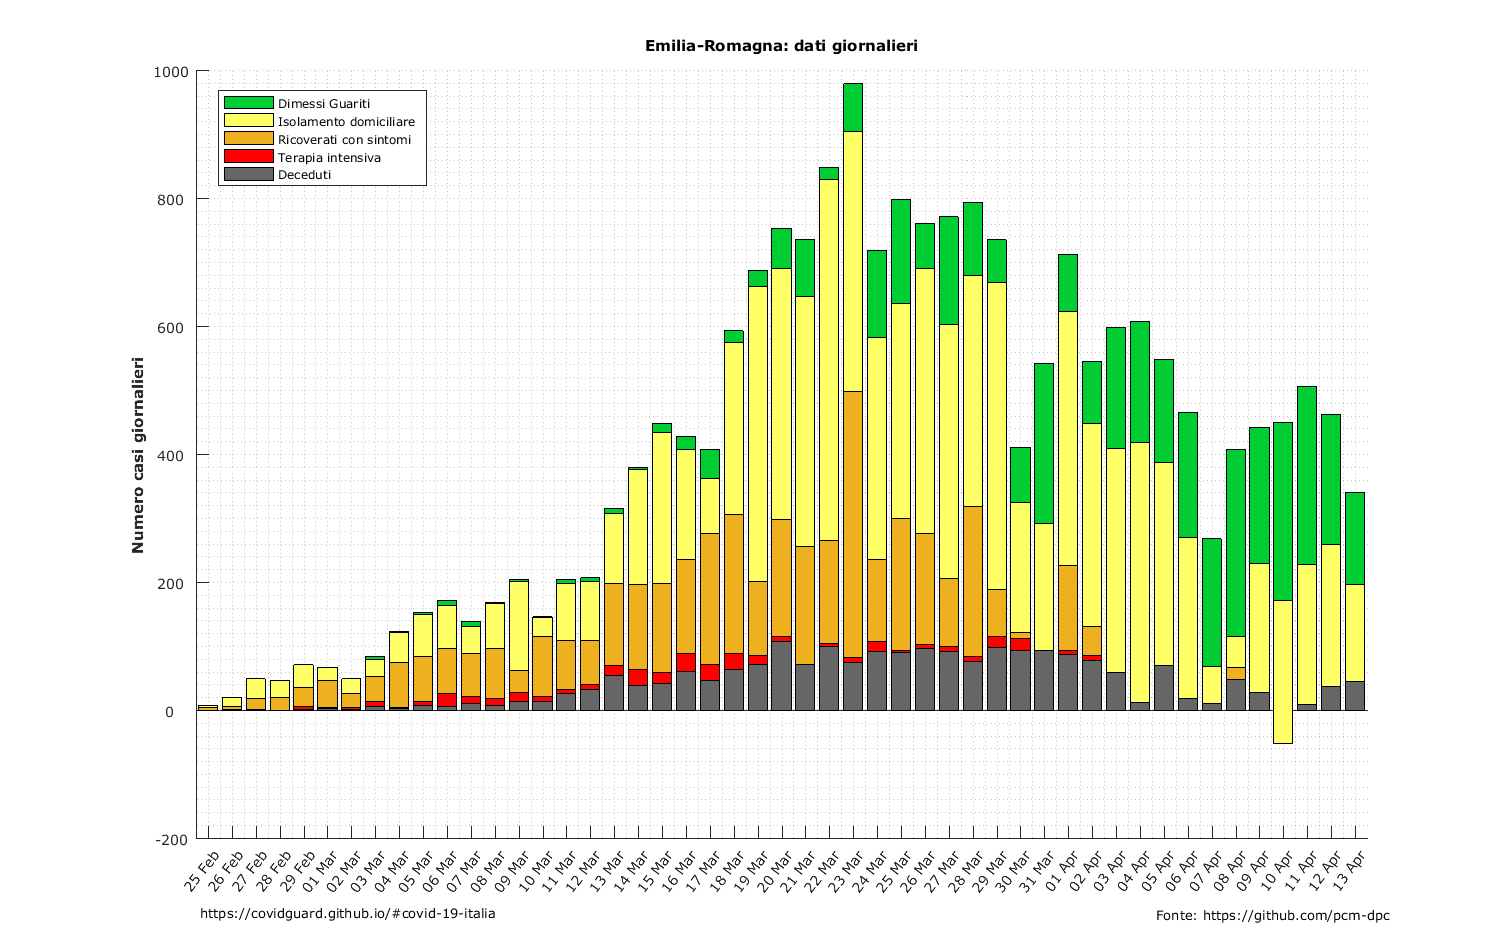 Emilia-Romagna: dati giornalieri
1000
800
600
400
200
0
-200
Numero casi giornalieri
Dimessi Guariti
Isolamento domiciliare
Ricoverati con sintomi
Terapia intensiva
Deceduti
25 Feb
26 Feb
27 Feb
28 Feb
29 Feb
01 Mar
02 Mar
03 Mar
04 Mar
05 Mar
06 Mar
07 Mar
08 Mar
09 Mar
10 Mar
11 Mar
12 Mar
13 Mar
14 Mar
15 Mar
16 Mar
17 Mar
18 Mar
19 Mar
20 Mar
21 Mar
22 Mar
23 Mar
24 Mar
25 Mar
26 Mar
27 Mar
28 Mar
29 Mar
30 Mar
31 Mar
01 Apr
02 Apr
03 Apr
04 Apr
05 Apr
06 Apr
07 Apr
08 Apr
09 Apr
10 Apr
11 Apr
12 Apr
13 Apr
https://covidguard.github.io/#covid-19-italia
Fonte: https://github.com/pcm-dpc